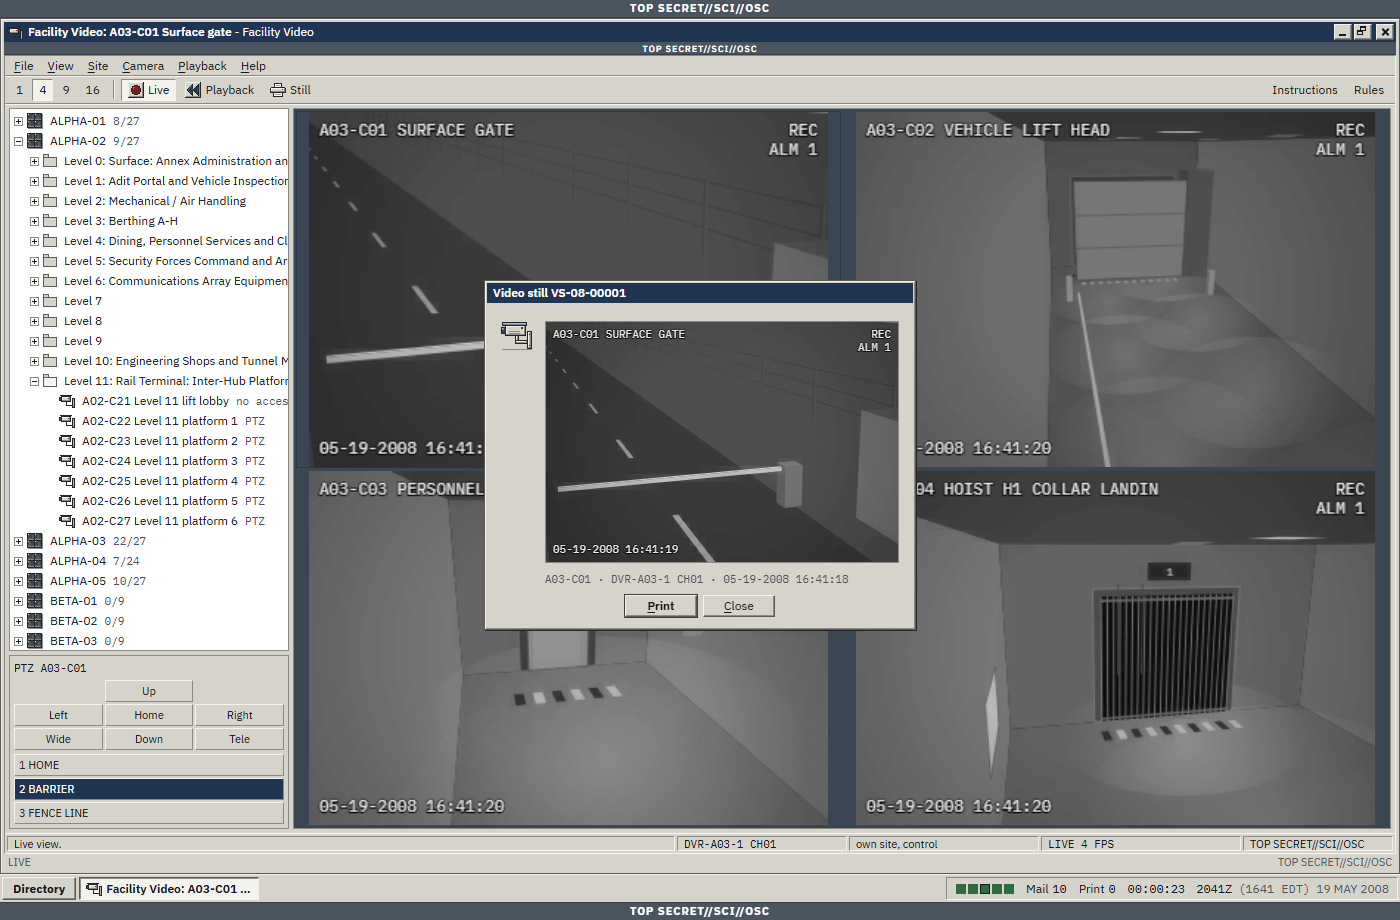 TOP SECRET//SCI//OSC
Facility Video: A03-C01 Surface gate - Facility Video
TOP SECRET//SCI//OSC
File View Site Camera Playback Help
1 4 9 16 Live Playback Still Instructions Rules
ALPHA-01 8/27
ALPHA-02 9/27
Level 0: Surface: Annex Administration an
Level 1: Adit Portal and Vehicle Inspection
Level 2: Mechanical / Air Handling
Level 3: Berthing A-H
Level 4: Dining, Personnel Services and Cl
Level 5: Security Forces Command and Ar
Level 6: Communications Array Equipmen
Level 7
Level 8
Level 9
Level 10: Engineering Shops and Tunnel M
Level 11: Rail Terminal: Inter-Hub Platforr
A02-C21 Level 11 lift lobby no acces
A02-C22 Level 11 platform 1 PTZ
A02-C23 Level 11 platform 2 PTZ
A02-C24 Level 11 platform 3 PTZ
A02-C25 Level 11 platform 4 PTZ
A02-C26 Level 11 platform 5 PTZ
A02-C27 Level 11 platform 6 PTZ
ALPHA-03 22/27
ALPHA-04 7/24
ALPHA-05 10/27
BETA-01 0/9
BETA-02 0/9
BETA-03 0/9
PTZ A03-C01
Up
Left Home Right
Wide Down Tele
1 HOME
2 BARRIER
3 FENCE LINE
A03-C01 SURFACE GATE REC
ALM 1
05-19-2008 16:41:
A03-C02 VEHICLE LIFT HEAD REC
ALM 1
-2008 16:41:20
A03-C03 PERSONNEL
05-19-2008 16:41:20
04 HOIST H1 COLLAR LANDIN REC
ALM 1
1
05-19-2008 16:41:20
Video still VS-08-00001
A03-C01 SURFACE GATE REC
ALM 1
05-19-2008 16:41:19
A03-C01 · DVR-A03-1 CH01 · 05-19-2008 16:41:18
Print Close
Live view. DVR-A03-1 CH01 own site, control LIVE 4 FPS TOP SECRET//SCI//OSC
LIVE TOP SECRET//SCI//OSC
Directory Facility Video: A03-C01 ... Mail 10 Print 0 00:00:23 2041Z (1641 EDT) 19 MAY 2008
TOP SECRET//SCI//OSC